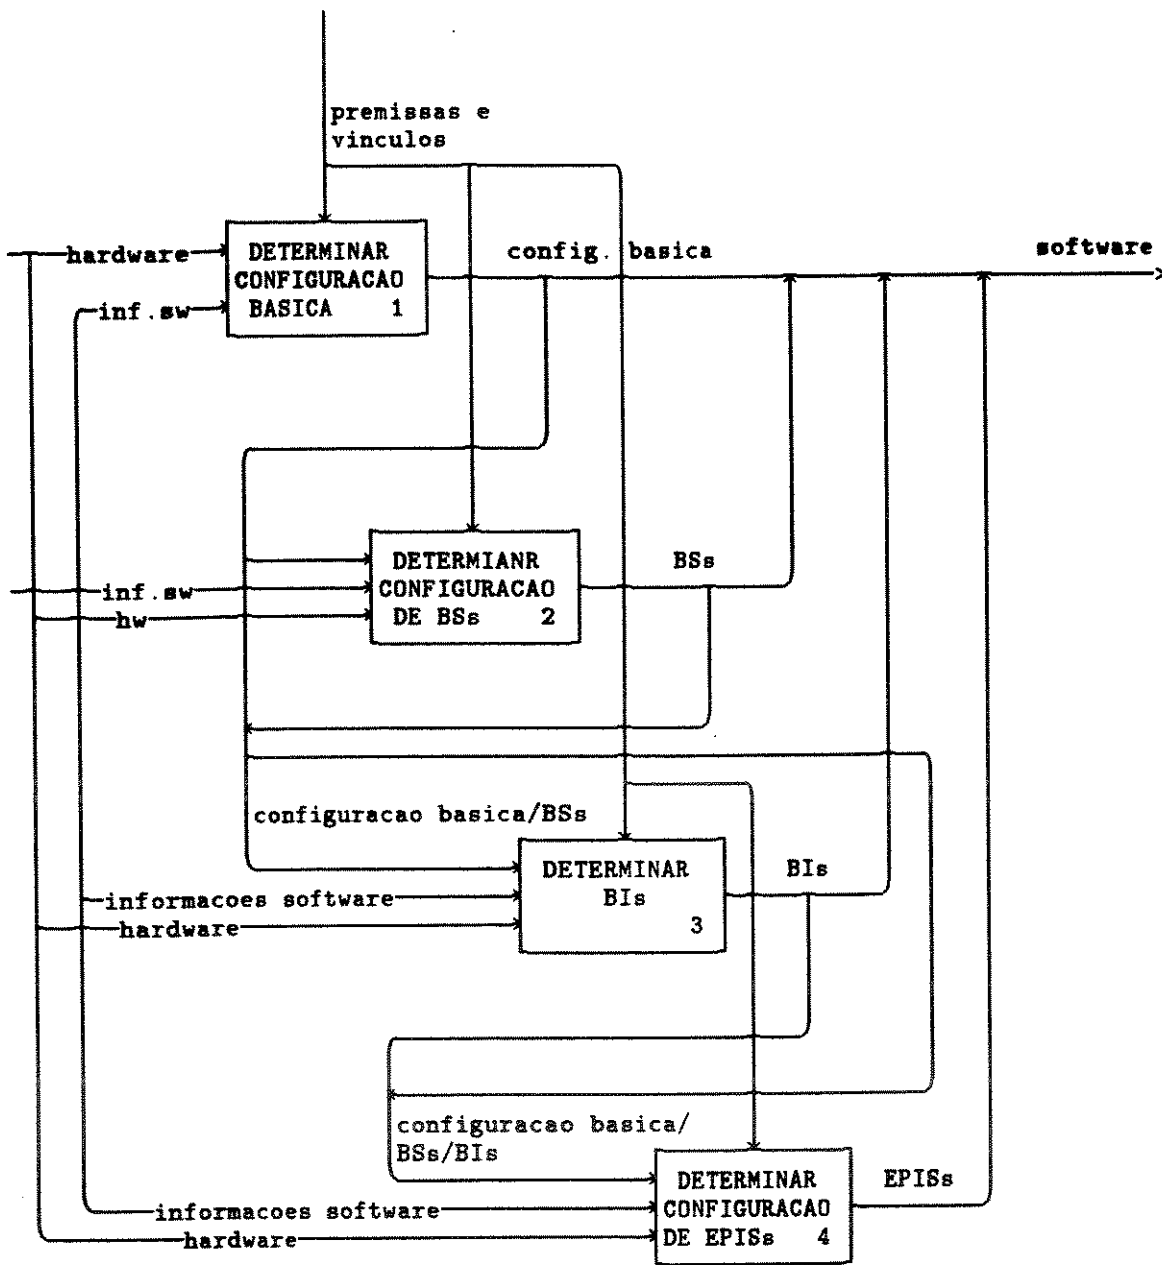 premissas e
vinculos
hardware
DETERMINAR
CONFIGURACAO
BASICA 1
config. basica
software
inf.sw
DETERMIANR
CONFIGURACAO
DE BSs 2
BSs
inf.sw
hw
configuracao basica/BSs
DETERMINAR
BIs
3
BIs
informacoes software
hardware
configuracao basica/
BSs/BIs
DETERMINAR
CONFIGURACAO
DE EPISs 4
EPISs
informacoes software
hardware